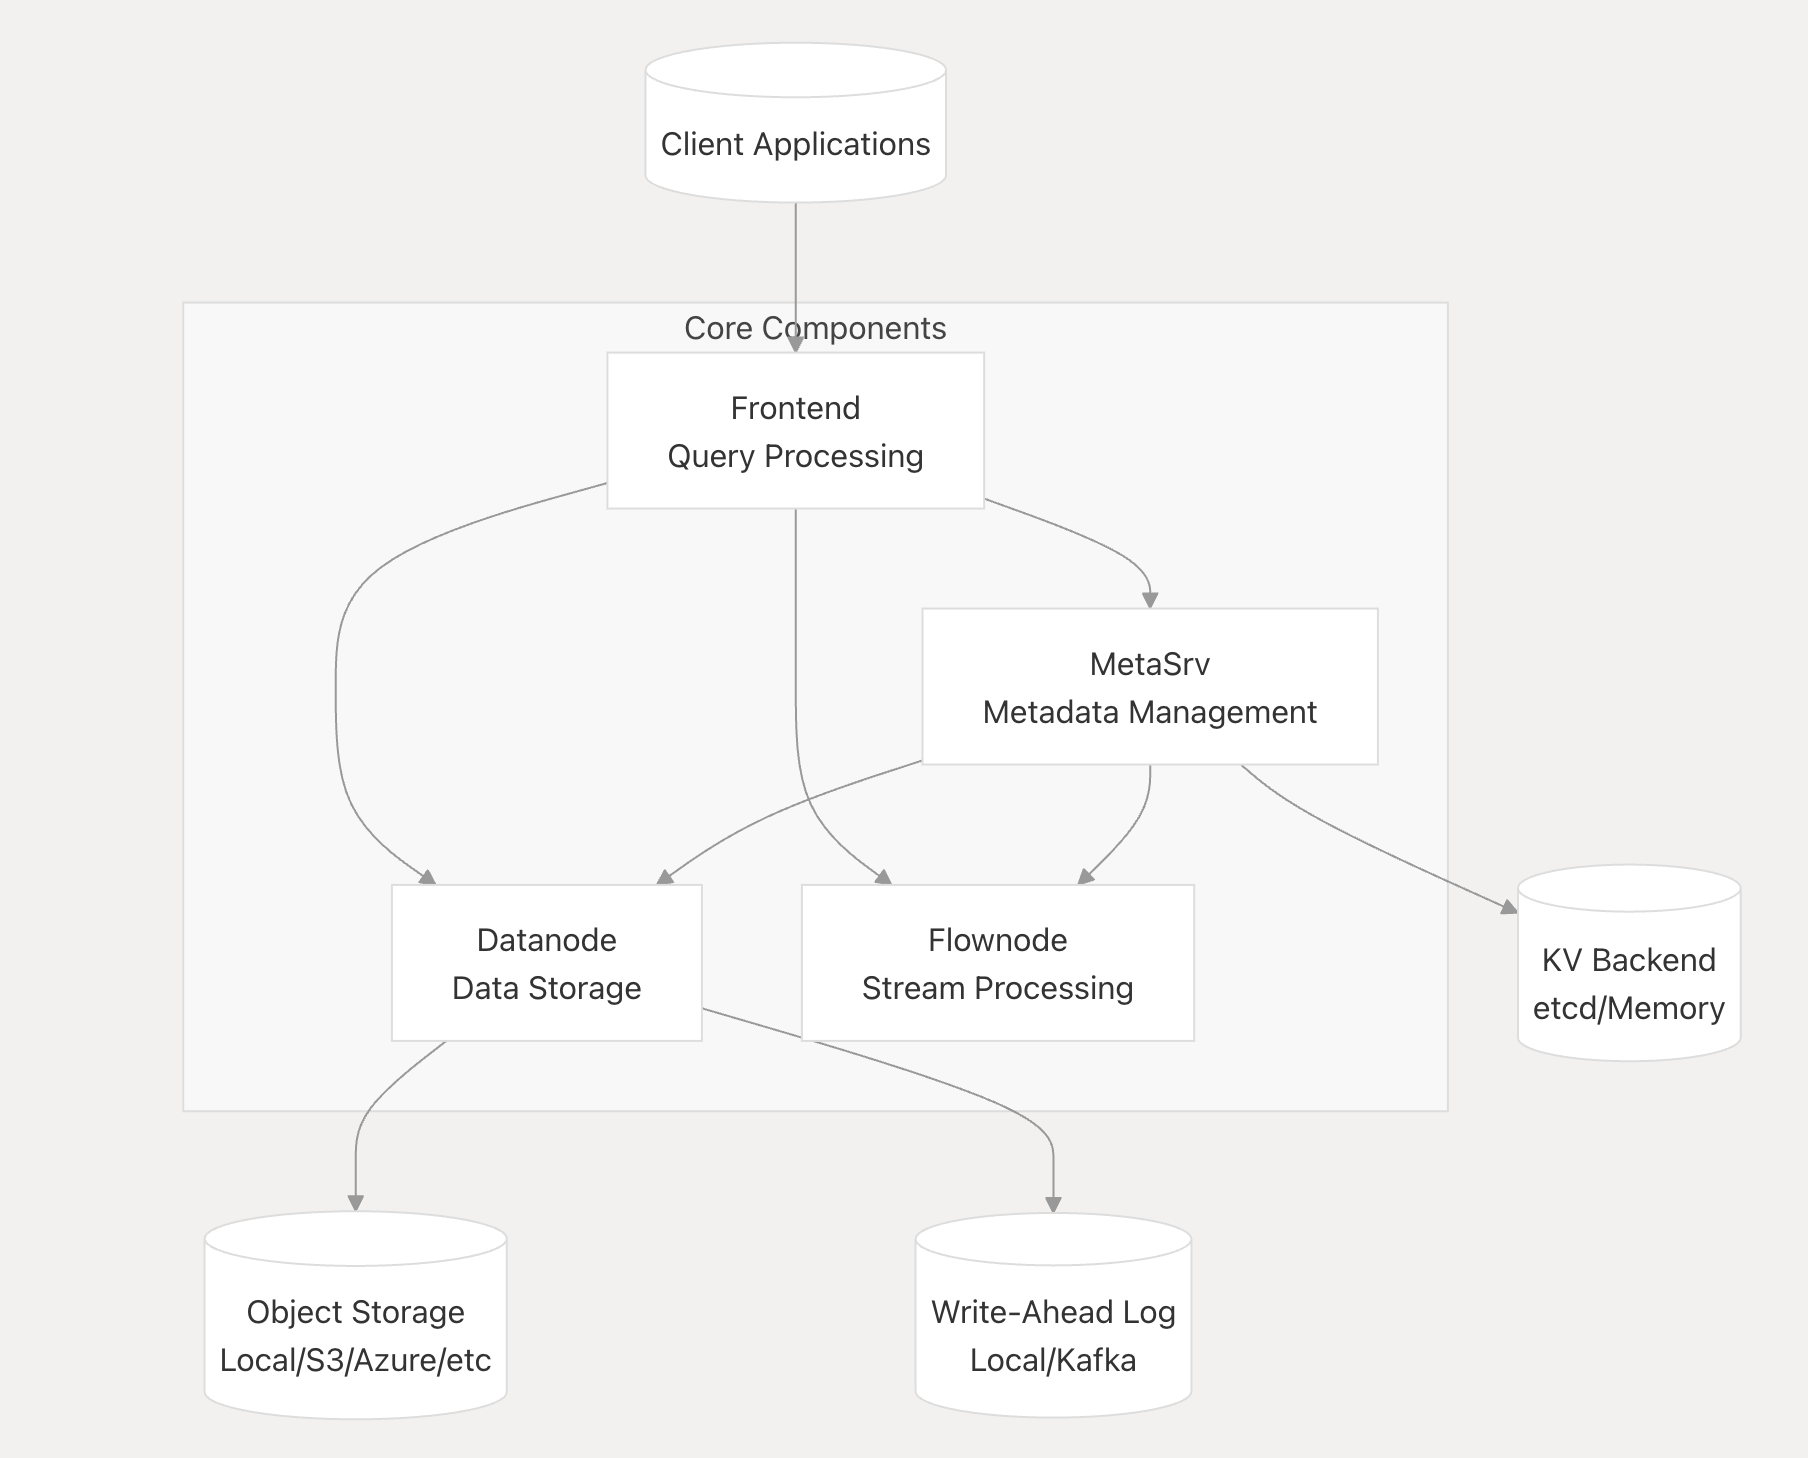 Client Applications
Core Components
Frontend
Query Processing
MetaSrv
Metadata Management
Datanode
Data Storage
Flownode
Stream Processing
KV Backend
etcd/Memory
Object Storage
Local/S3/Azure/etc
Write-Ahead Log
Local/Kafka